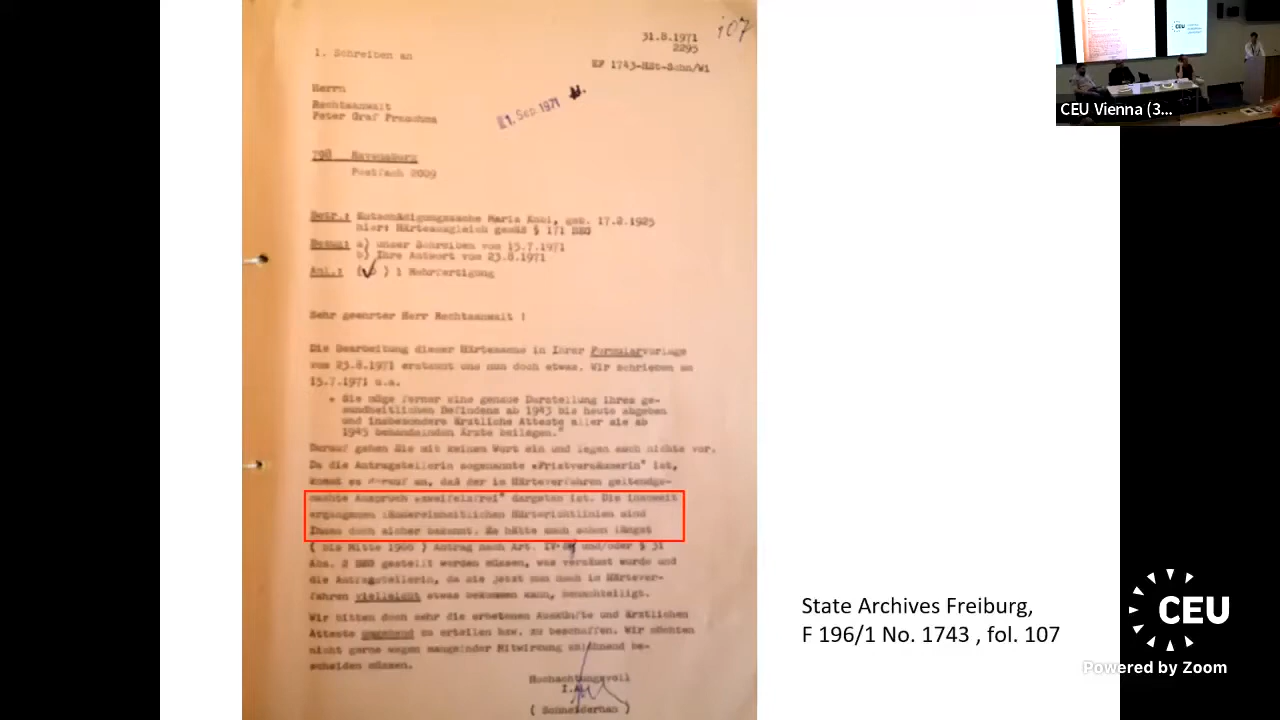 107
31.8.1971
2295
1. Schreiben an
EF 1743-Hst-Schn/Wi
Herrn
Rechtsanwalt
Peter Graf
1. Sep. 1971
798 Ravensburg
Postfach 2009
Betr.: Entschädigungssache Maria geb. 17.2.1925
hier: Härteausgleich gemäß § 171 BEG
Bezug: a) unser Schreiben vom 15.7.1971
b) Ihre Antwort vom 23.8.1971
Anl.: ( ) 1 Mehrfertigung
Sehr geehrter Herr Rechtsanwalt !
Die Bearbeitung dieser Härtesache in Ihrer Formularvorlage
vom 23.8.1971 erstaunt uns nun doch etwas. Wir schrieben am
15.7.1971 u.a.
" Sie möge ferner eine genaue Darstellung ihres ge-
sundheitlichen Befindens ab 1943 bis heute abgeben
und insbesondere ärztliche Atteste aller sie ab
1945 behandelnden Ärzte beilegen."
Darauf gehen Sie mit keinem Wort ein und legen auch nichts vor.
Da die Antragstellerin sogenannte "Fristversäumerin" ist,
kommt es darauf an, daß der im Härteverfahren geltendge-
machte Anspruch "zweifelsfrei" dargetan ist. Die insoweit
ergangenen ländereinheitlichen Härterichtlinien sind
Ihnen doch sicher bekannt. Es hätte auch schon längst
( bis Mitte 1966 ) Antrag nach Art. IV und/oder § 31
Abs. 2 BEG gestellt werden müssen, was versäumt wurde und
die Antragstellerin, da sie jetzt nur noch im Härtever-
fahren vielleicht etwas bekommen kann, benachteiligt.
Wir bitten doch sehr die erbetenen Auskünfte und ärztlichen
Atteste umgehend zu erteilen bzw. zu beschaffen. Wir möchten
nicht gerne wegen mangelnder Mitwirkung ablehnend be-
scheiden müssen.
Hochachtungsvoll
I.A.
( Schneiderhan )
State Archives Freiburg,
F 196/1 No. 1743 , fol. 107
CEU
CEU Vienna (3...
CEU
Powered by Zoom